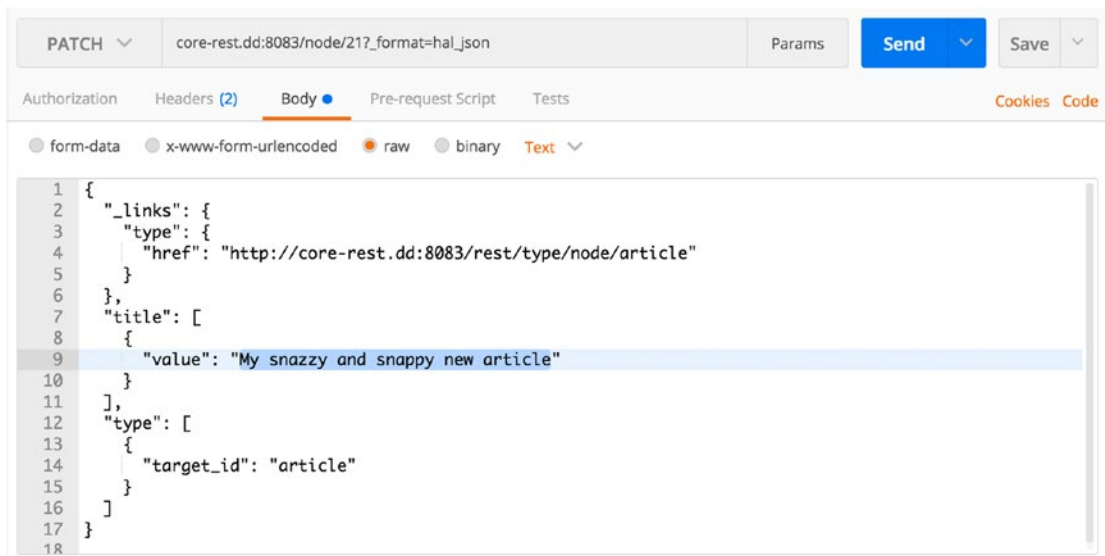 PATCH core-rest.dd:8083/node/21?_format=hal_json Params Send Save
Authorization Headers (2) Body Pre-request Script Tests Cookies Code
form-data x-www-form-urlencoded raw binary Text
1 {
2 "_links": {
3 "type": {
4 "href": "http://core-rest.dd:8083/rest/type/node/article"
5 }
6 },
7 "title": [
8 {
9 "value": "My snazzy and snappy new article"
10 }
11 ],
12 "type": [
13 {
14 "target_id": "article"
15 }
16 ]
17 }
18